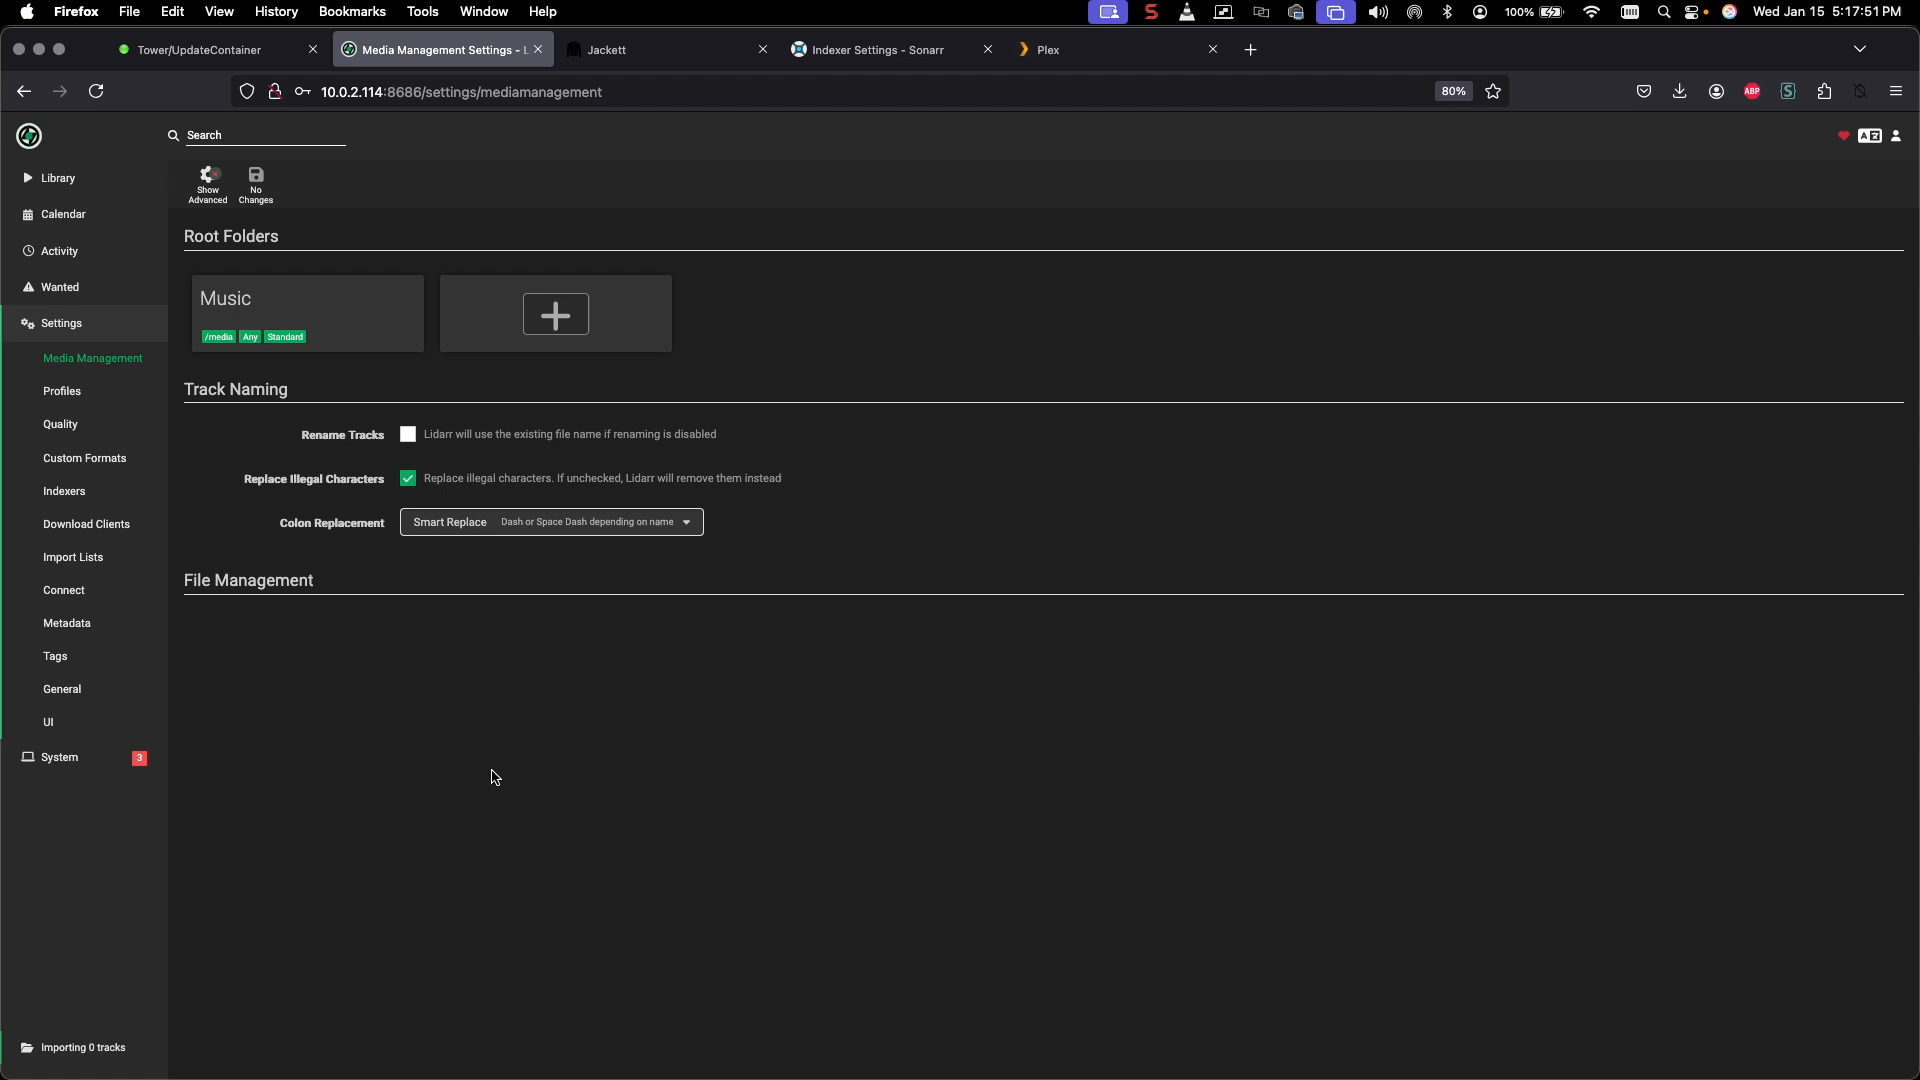 Firefox File Edit View History Bookmarks Tools Window Help 100% Wed Jan 15 5:17:51 PM
Tower/UpdateContainer Media Management Settings - L Jackett Indexer Settings - Sonarr Plex
10.0.2.114:8686/settings/mediamanagement 80% ABP
Search
Library
Show Advanced
No Changes
Calendar
Root Folders
Activity
Wanted
Music
/media Any Standard
Settings
Media Management
Track Naming
Profiles
Quality
Rename Tracks Lidarr will use the existing file name if renaming is disabled
Custom Formats
Replace Illegal Characters Replace illegal characters. If unchecked, Lidarr will remove them instead
Indexers
Download Clients
Colon Replacement Smart Replace Dash or Space Dash depending on name
Import Lists
File Management
Connect
Metadata
Tags
General
UI
System 3
Importing 0 tracks